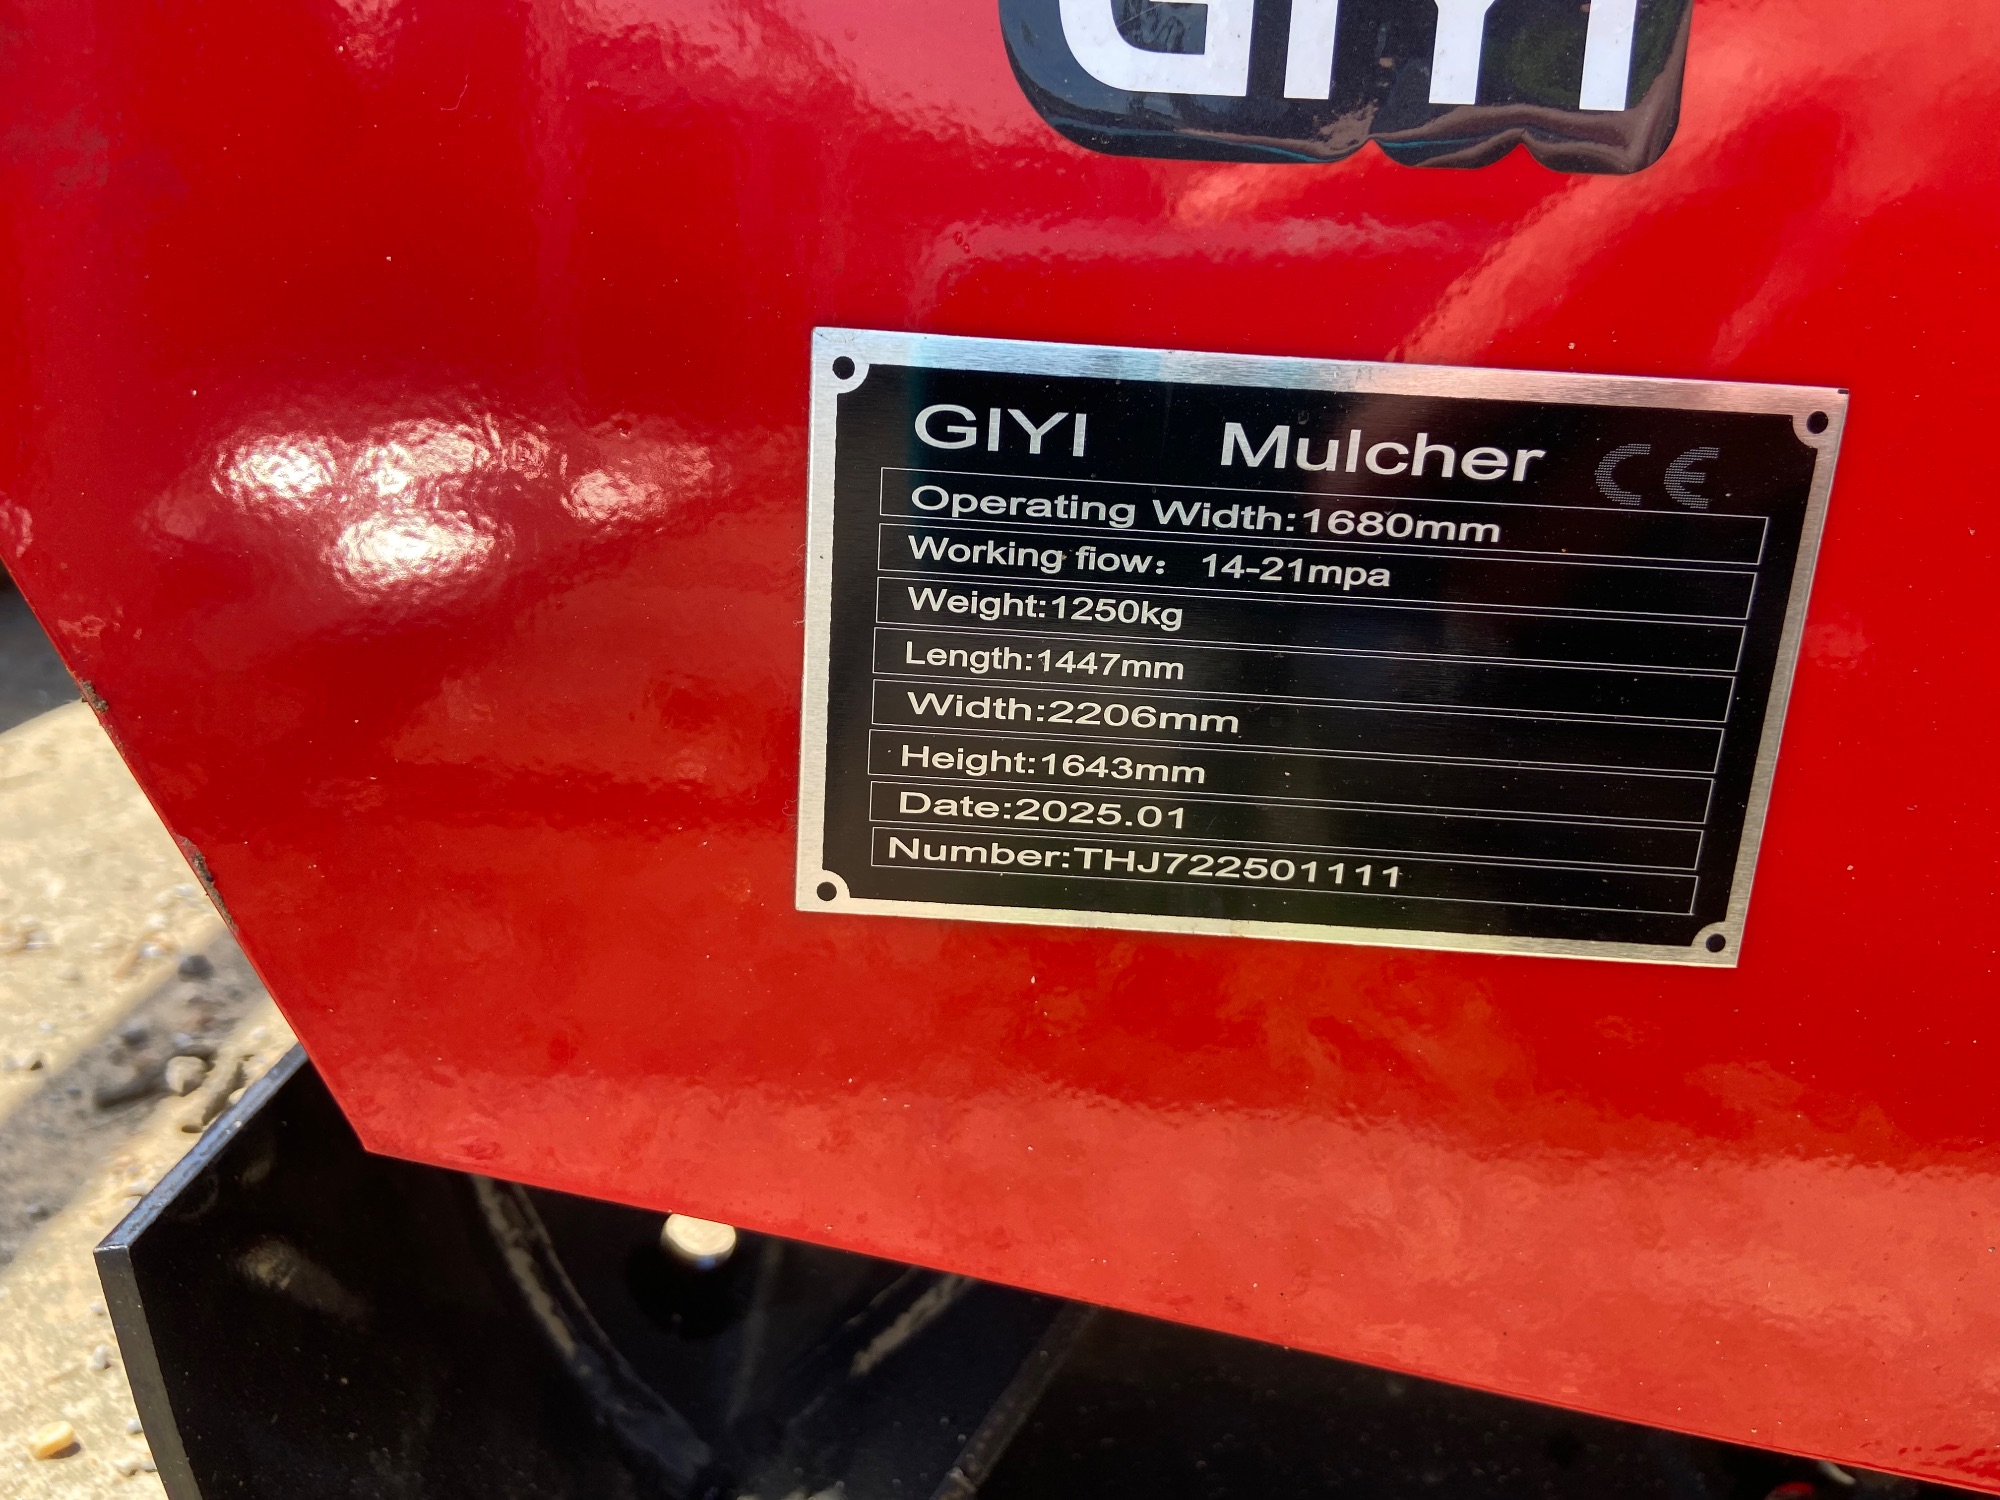 GIYI
GIYI Mulcher CE
Operating Width:1680mm
Working fiow: 14-21mpa
Weight:1250kg
Length:1447mm
Width:2206mm
Height:1643mm
Date:2025.01
Number:THJ722501111